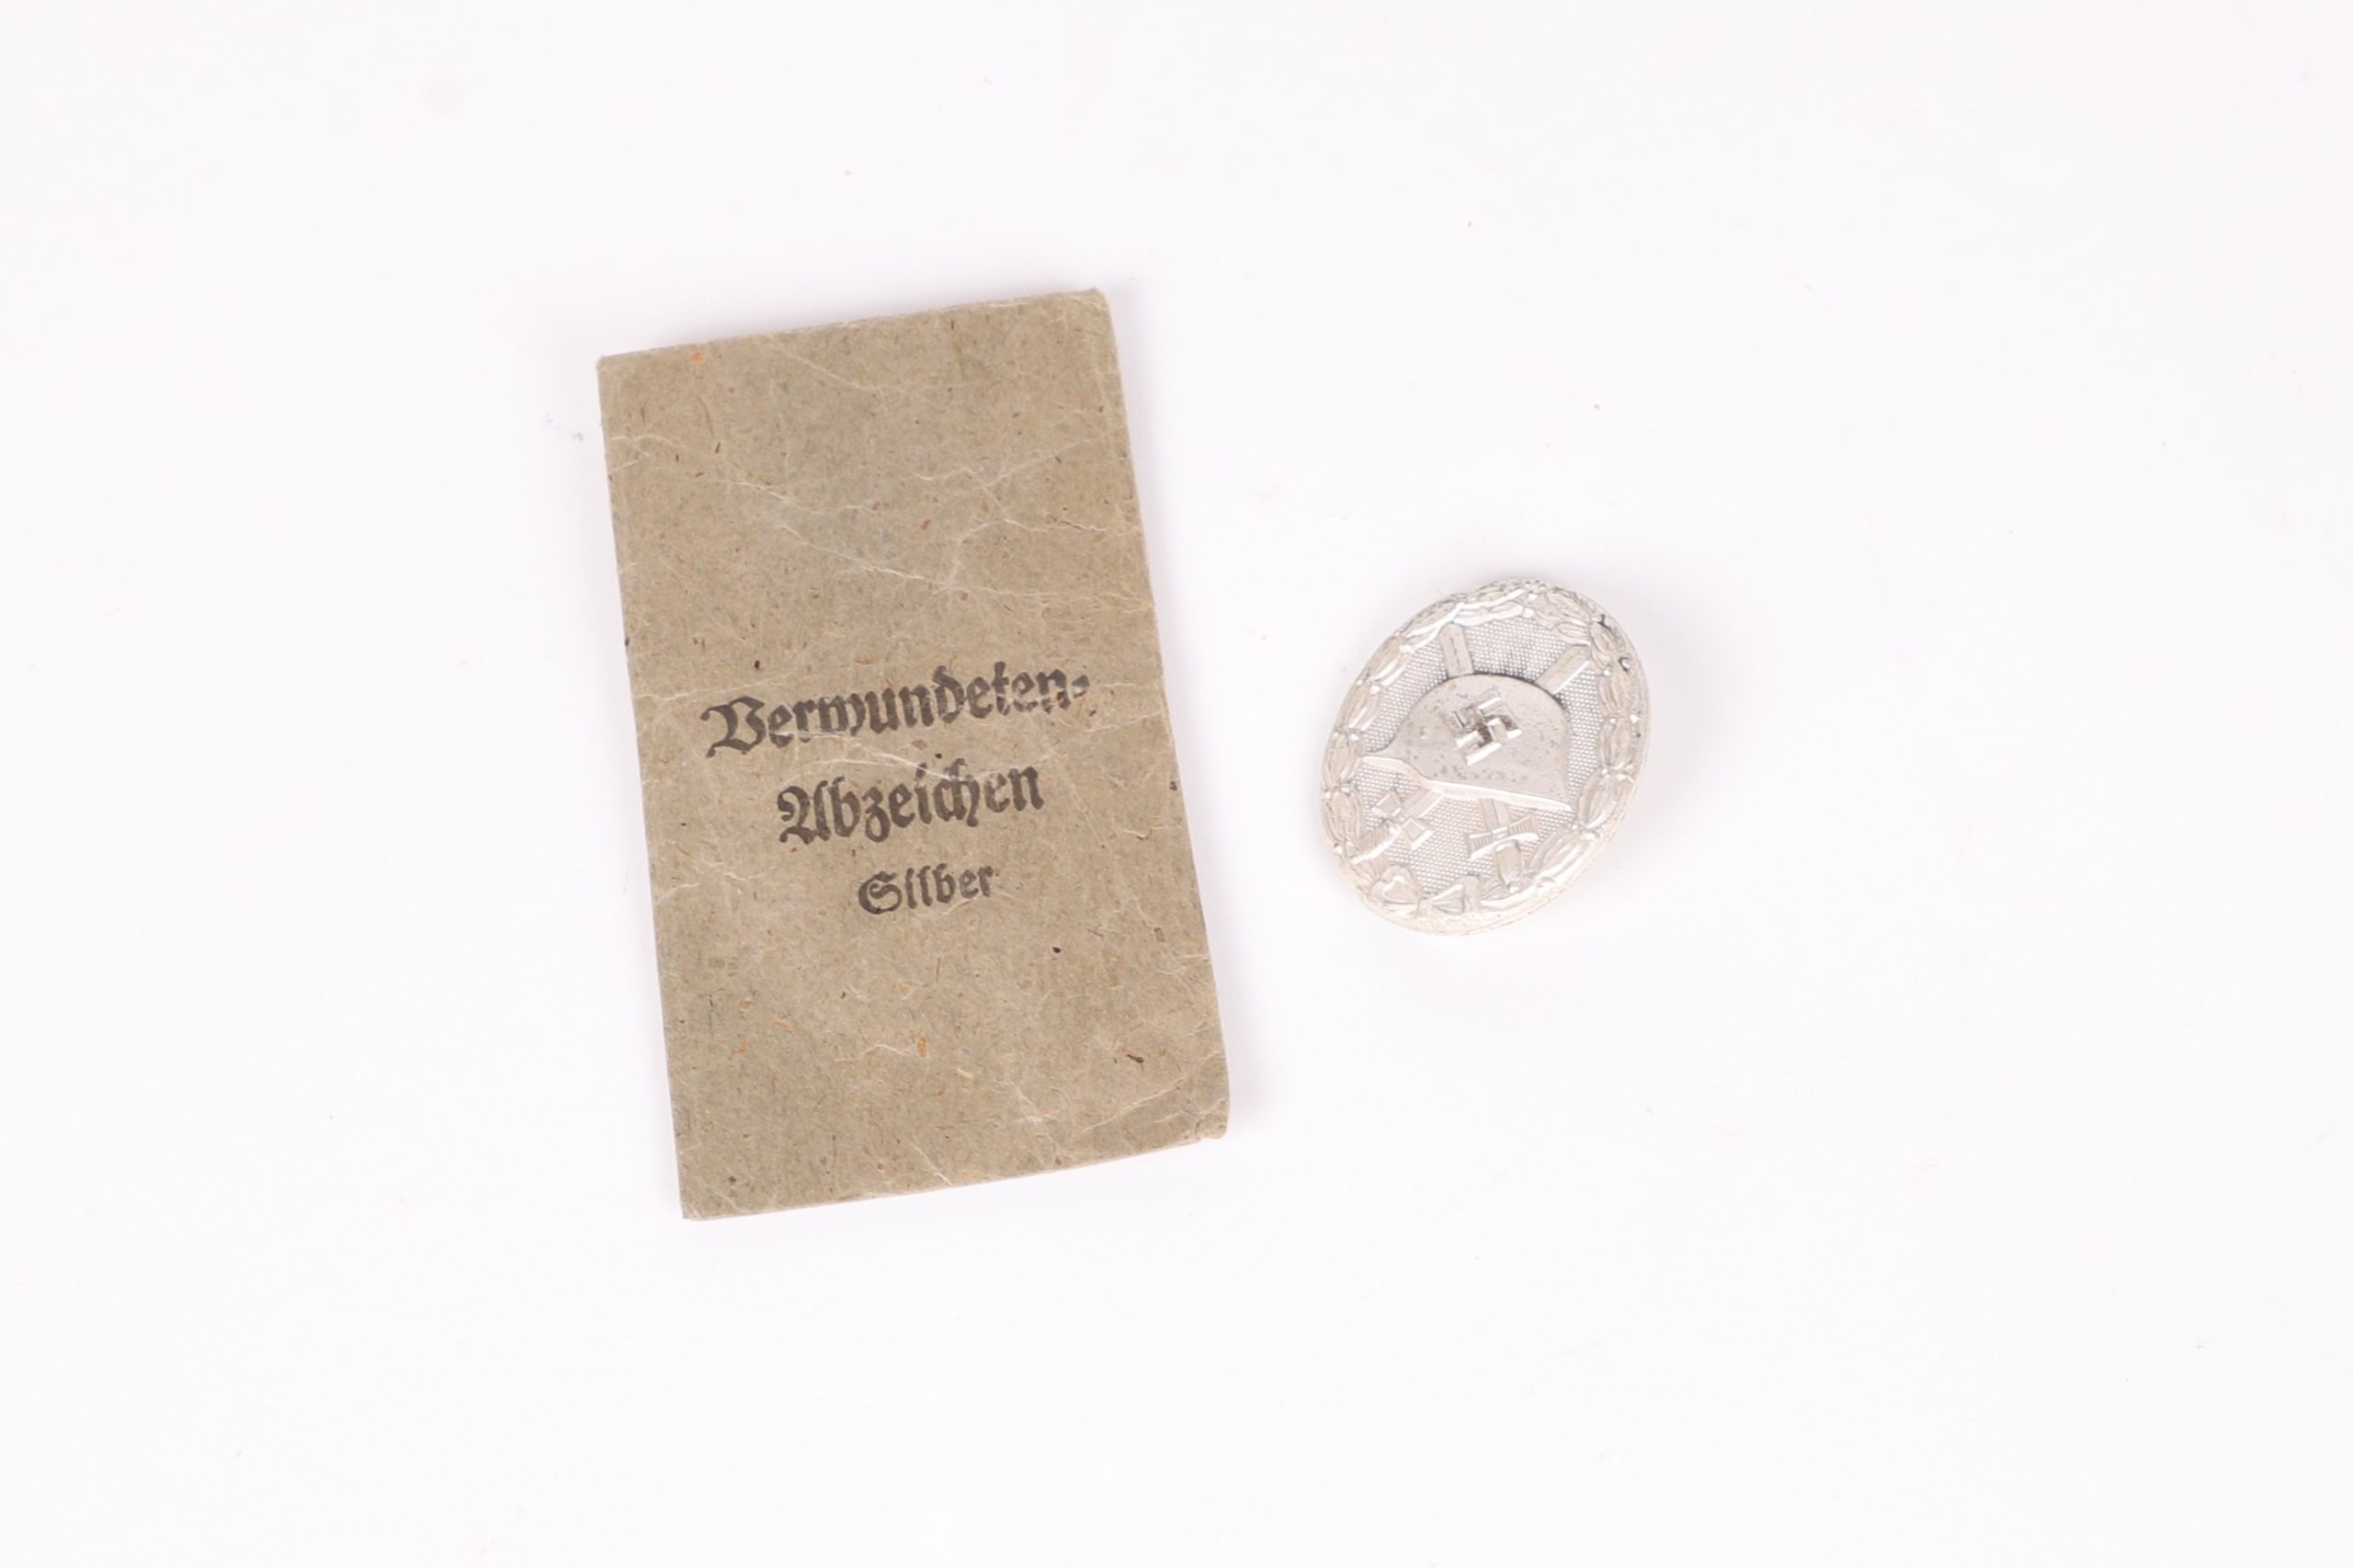 Verwundeten-
Abzeichen
Silber